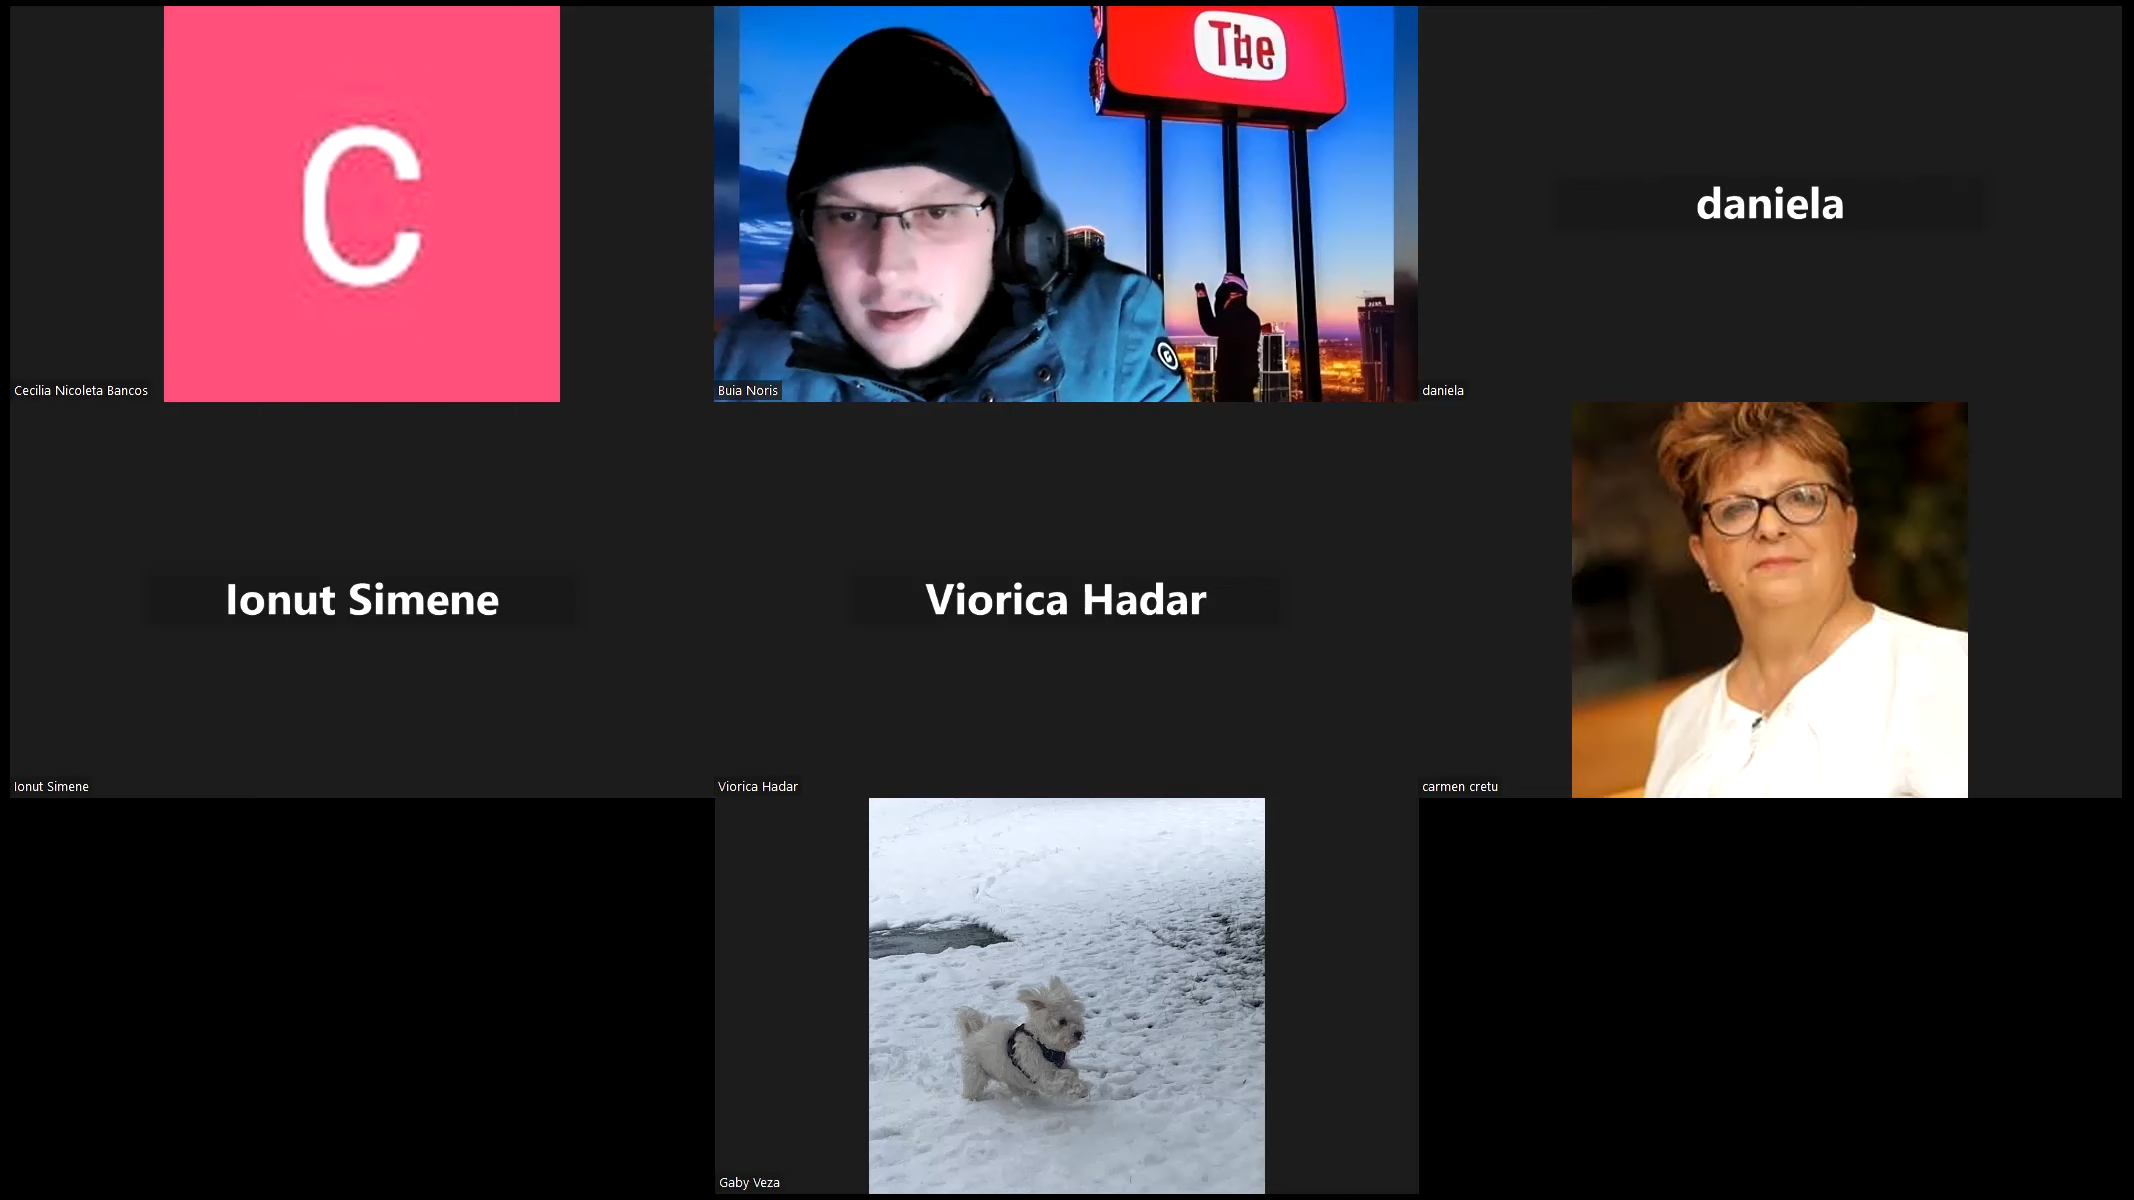 C
The
Cecilia Nicoleta Bancos
Buia Noris
daniela
daniela
Ionut Simene
Viorica Hadar
Ionut Simene
Viorica Hadar
carmen cretu
Gaby Veza